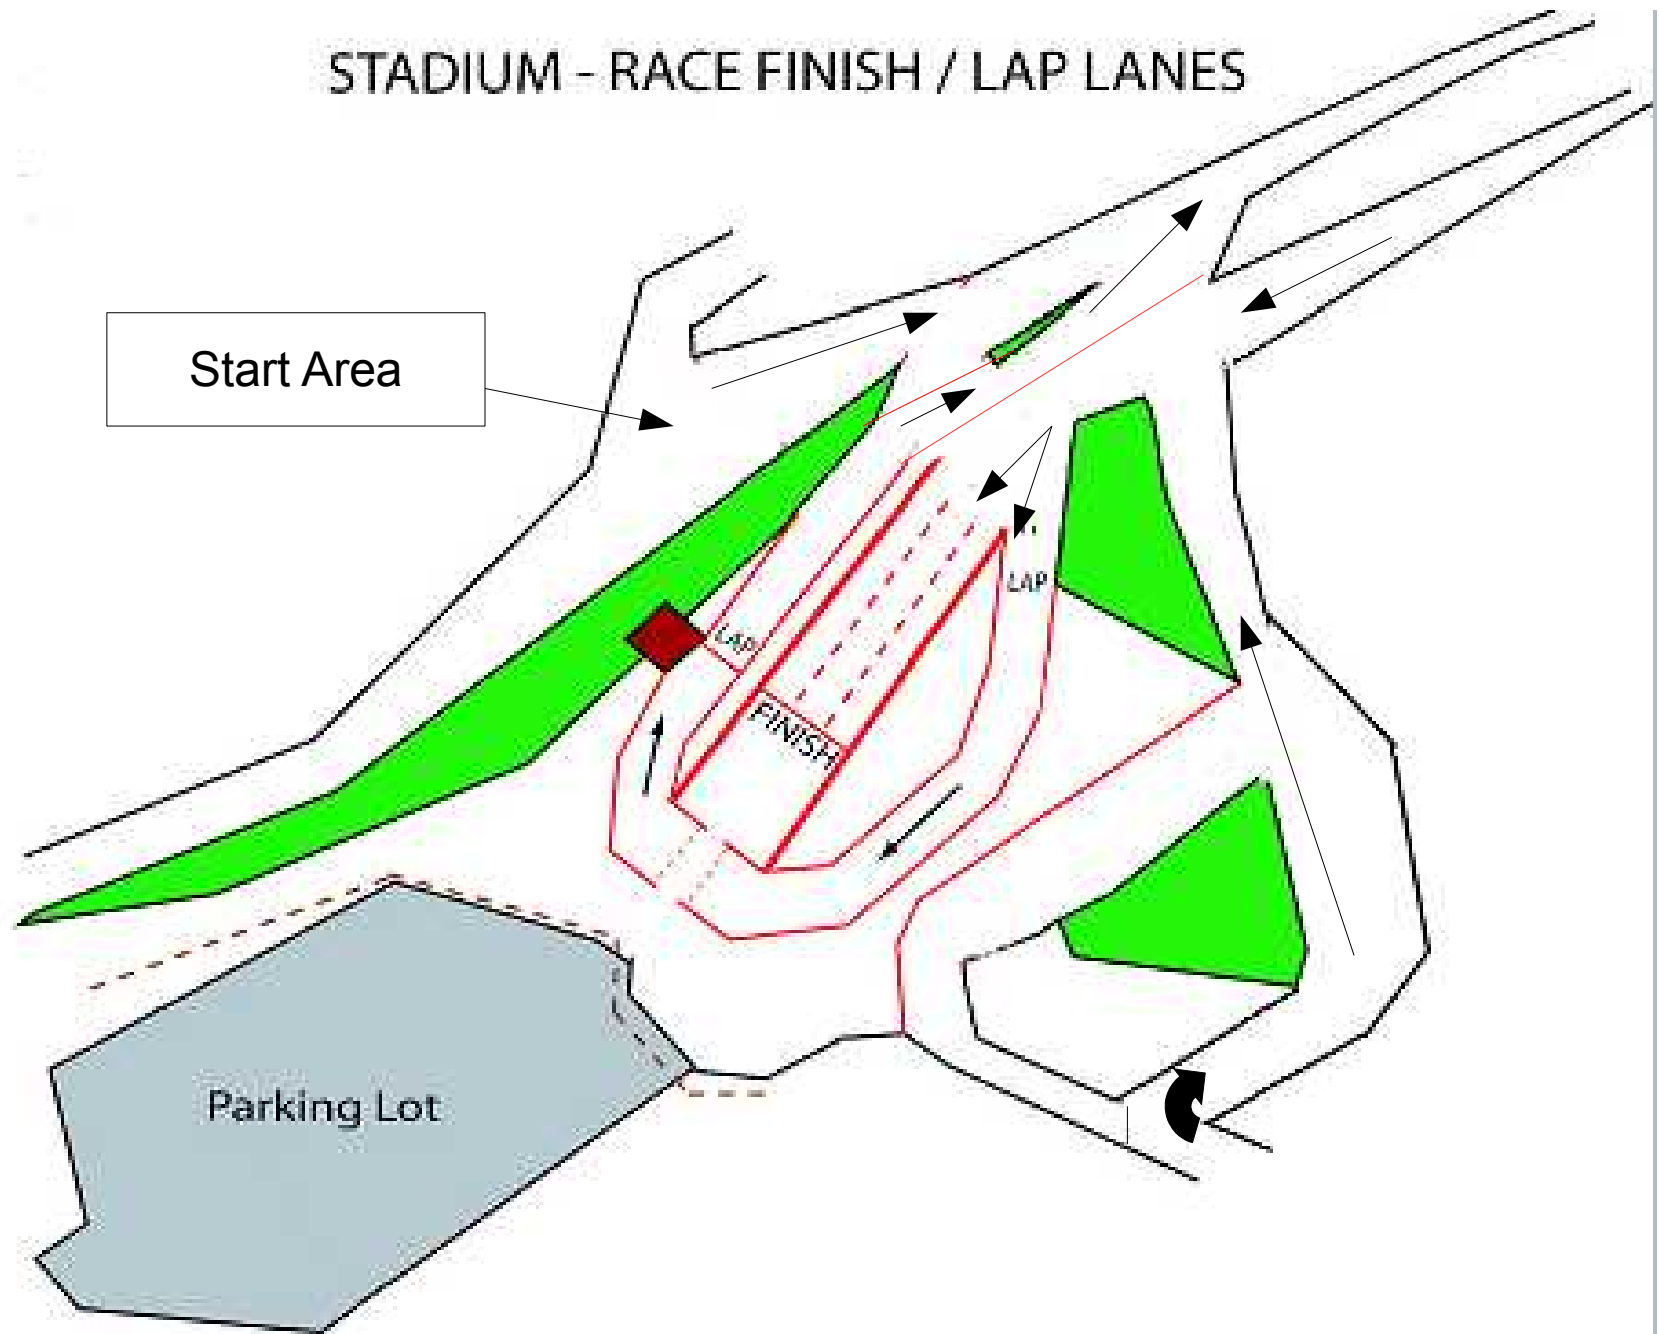 STADIUM - RACE FINISH / LAP LANES
Start Area
LAP
LAP
FINISH
Parking Lot